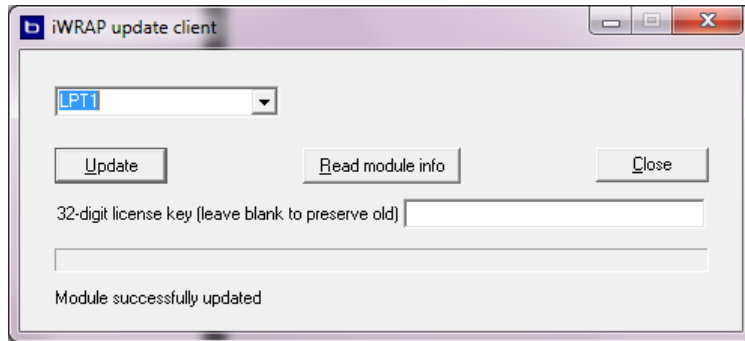 iWRAP update client
LPT1
Update
Read module info
Close
32-digit license key (leave blank to preserve old)
Module successfully updated